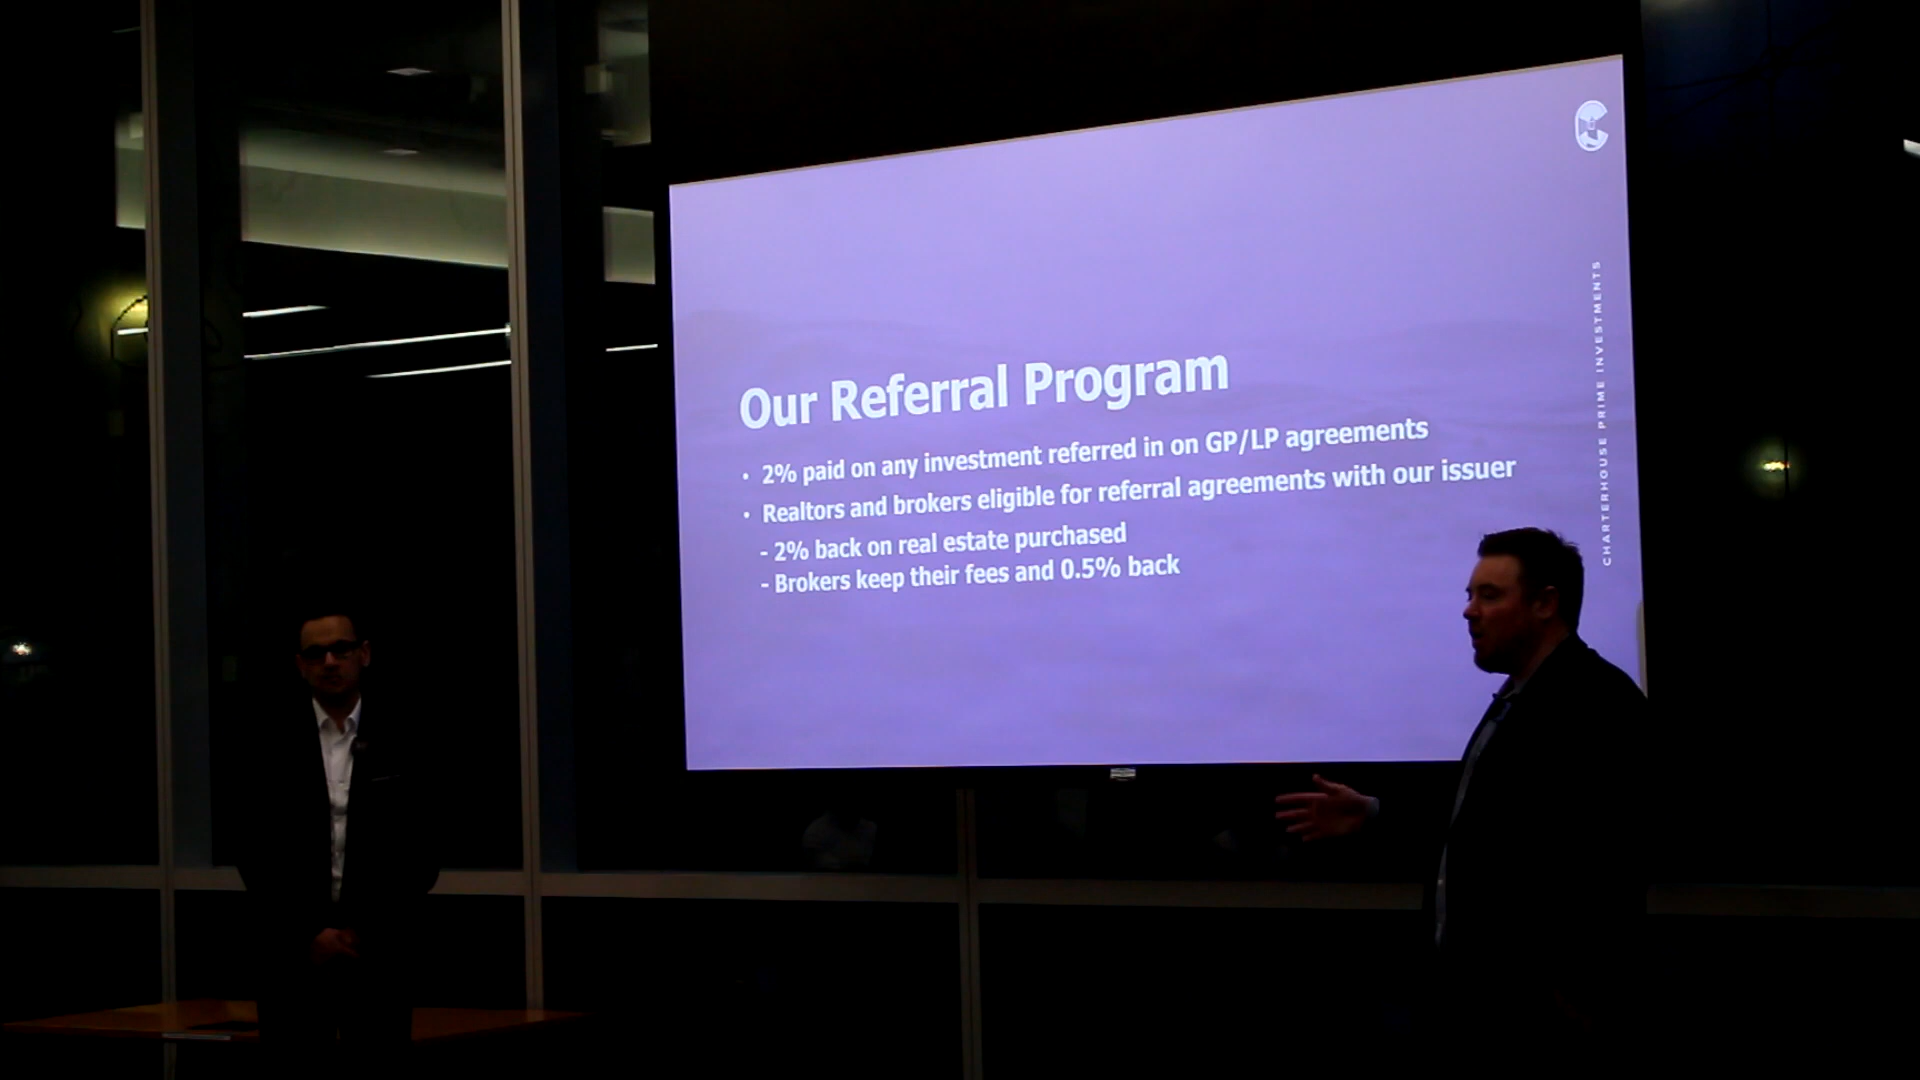 Our Referral Program
• 2% paid on any investment referred in on GP/LP agreements
• Realtors and brokers eligible for referral agreements with our issuer
- 2% back on real estate purchased
- Brokers keep their fees and 0.5% back
CHARTERHOUSE PRIME INVESTMENTS